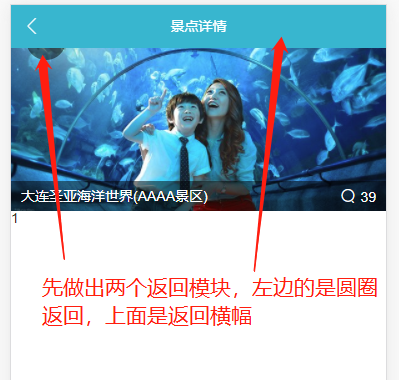 景点详情
大连圣亚海洋世界(AAAA景区)
39
1
先做出两个返回模块，左边的是圆圈
返回，上面是返回横幅